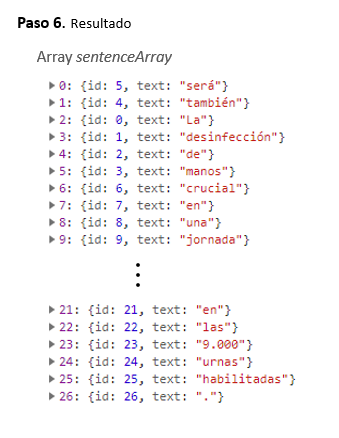 Paso 6. Resultado
Array sentenceArray
0: {id: 5, text: "será"}
1: {id: 4, text: "también"}
2: {id: 0, text: "La"}
3: {id: 1, text: "desinfección"}
4: {id: 2, text: "de"}
5: {id: 3, text: "manos"}
6: {id: 6, text: "crucial"}
7: {id: 7, text: "en"}
8: {id: 8, text: "una"}
9: {id: 9, text: "jornada"}
21: {id: 21, text: "en"}
22: {id: 22, text: "las"}
23: {id: 23, text: "9.000"}
24: {id: 24, text: "urnas"}
25: {id: 25, text: "habilitadas"}
26: {id: 26, text: "."}